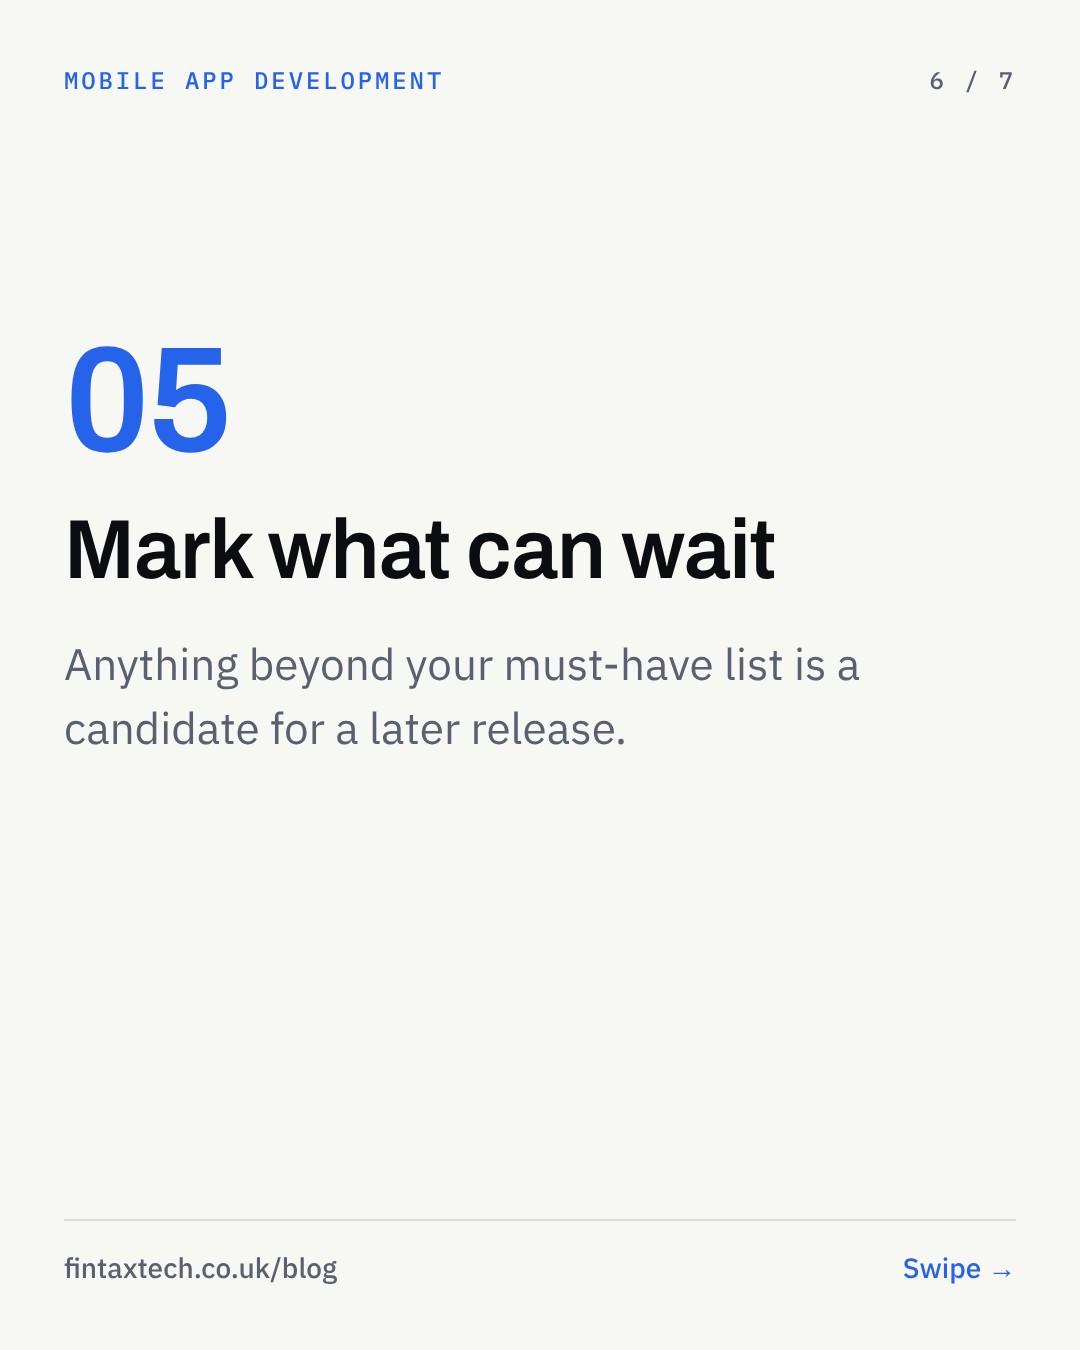 MOBILE APP DEVELOPMENT
6 / 7
05
Mark what can wait
Anything beyond your must-have list is a
candidate for a later release.
fintaxtech.co.uk/blog
Swipe →